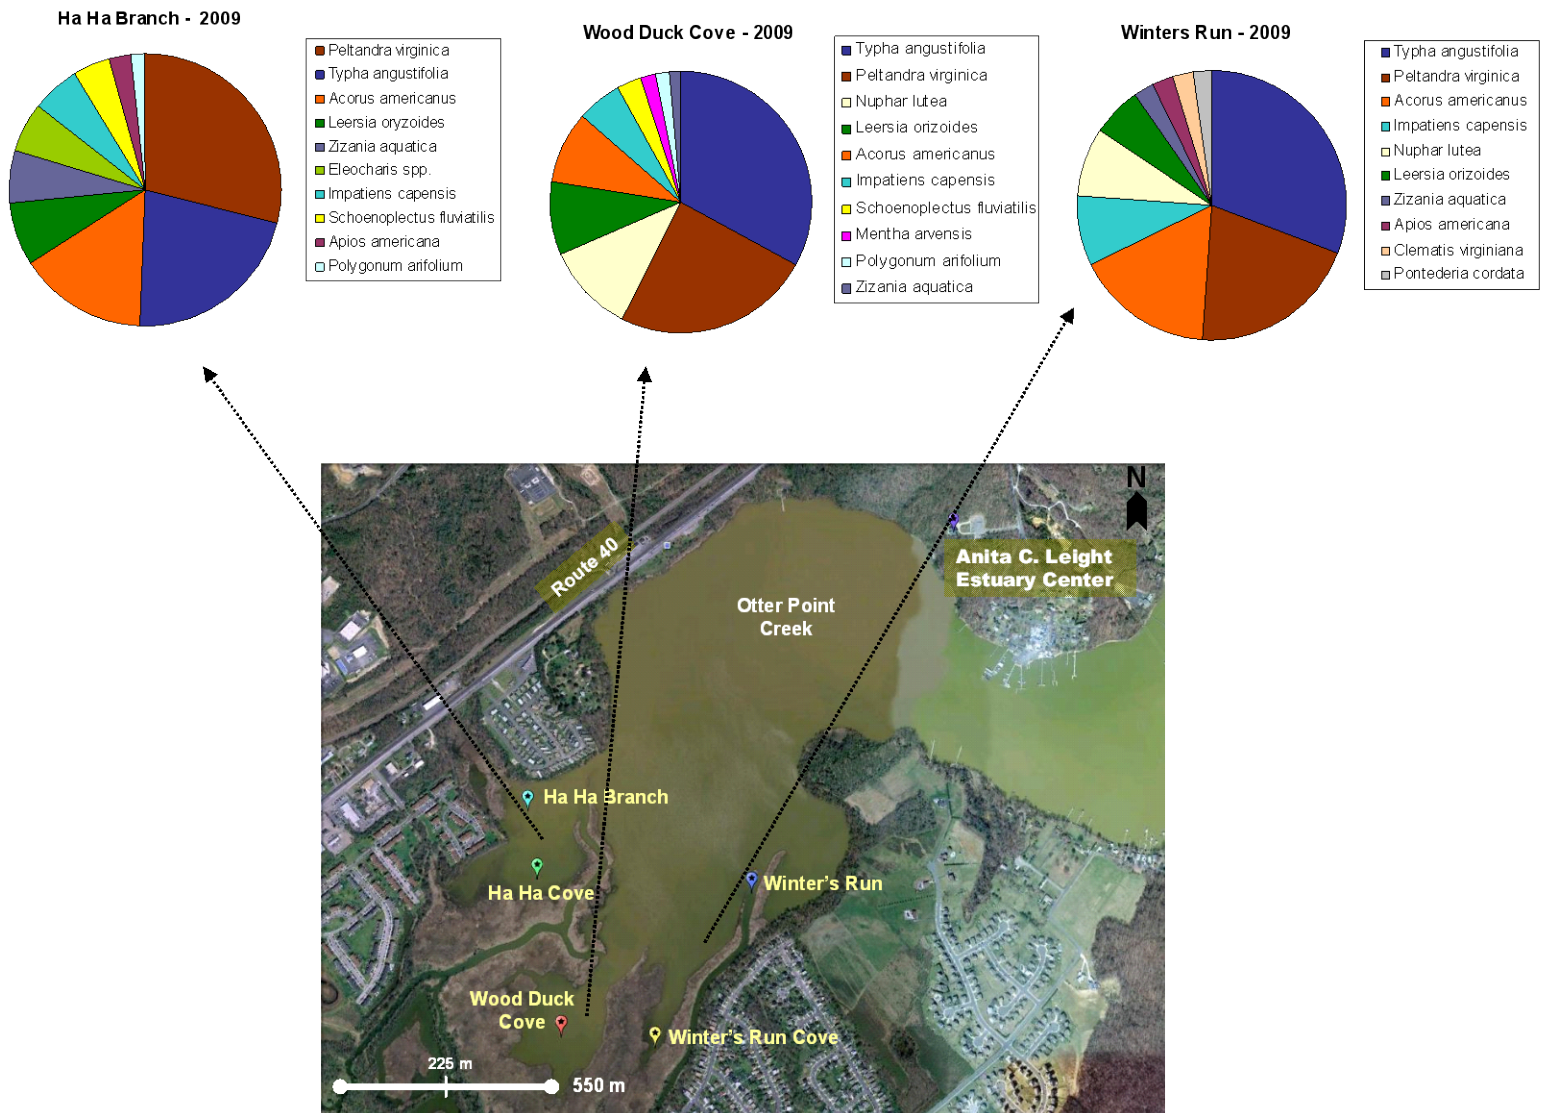 Ha Ha Branch - 2009
Peltandra virginica
Typha angustifolia
Acorus americanus
Leersia oryzoides
Zizania aquatica
Eleocharis spp.
Impatiens capensis
Schoenoplectus fluviatilis
Apios americana
Polygonum arifolium
Wood Duck Cove - 2009
Typha angustifolia
Peltandra virginica
Nuphar lutea
Leersia orizoides
Acorus americanus
Impatiens capensis
Schoenoplectus fluviatilis
Mentha arvensis
Polygonum arifolium
Zizania aquatica
Winters Run - 2009
Typha angustifolia
Peltandra virginica
Acorus americanus
Impatiens capensis
Nuphar lutea
Leersia orizoides
Zizania aquatica
Apios americana
Clematis virginiana
Pontederia cordata
N
Route 40
Anita C. Leight
Estuary Center
Otter Point
Creek
Ha Ha Branch
Ha Ha Cove
Winter's Run
Wood Duck
Cove
Winter's Run Cove
225 m
550 m